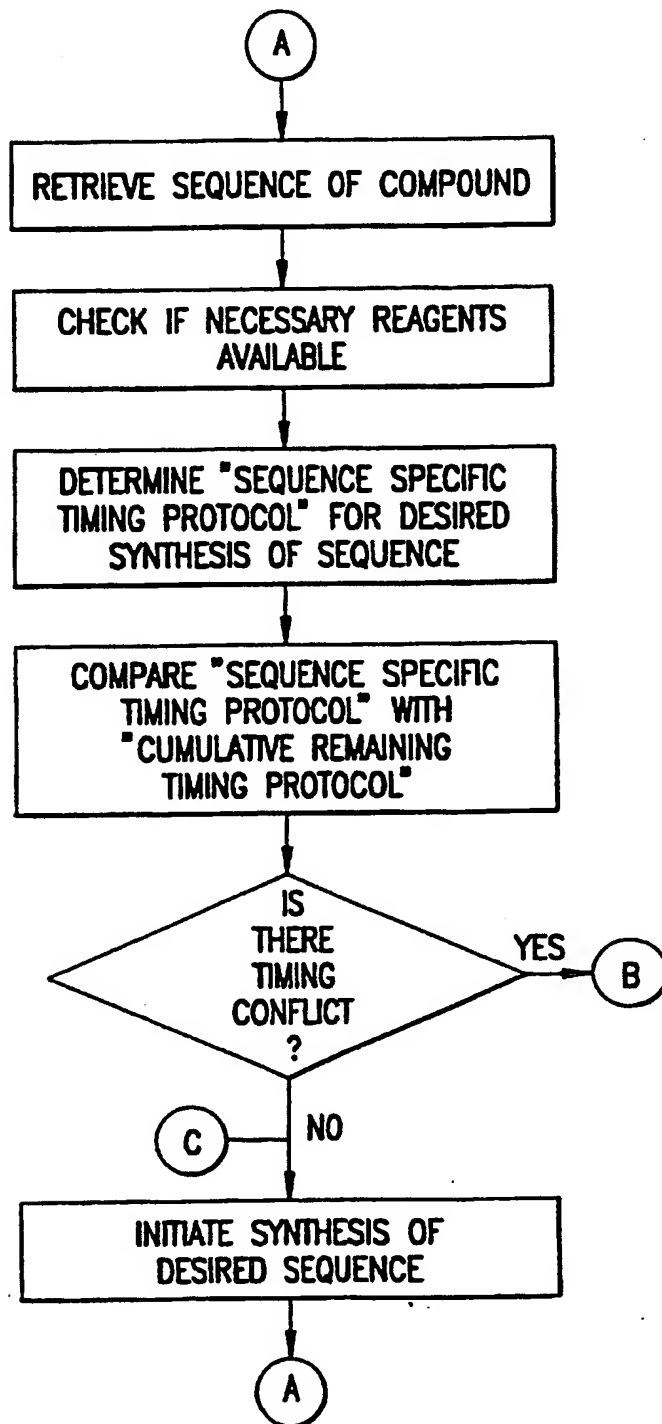 A
RETRIEVE SEQUENCE OF COMPOUND
CHECK IF NECESSARY REAGENTS
AVAILABLE
DETERMINE "SEQUENCE SPECIFIC
TIMING PROTOCOL" FOR DESIRED
SYNTHESIS OF SEQUENCE
COMPARE "SEQUENCE SPECIFIC
TIMING PROTOCOL" WITH
"CUMULATIVE REMAINING
TIMING PROTOCOL"
IS
THERE
TIMING
CONFLICT
?
YES
B
C
NO
INITIATE SYNTHESIS OF
DESIRED SEQUENCE
A